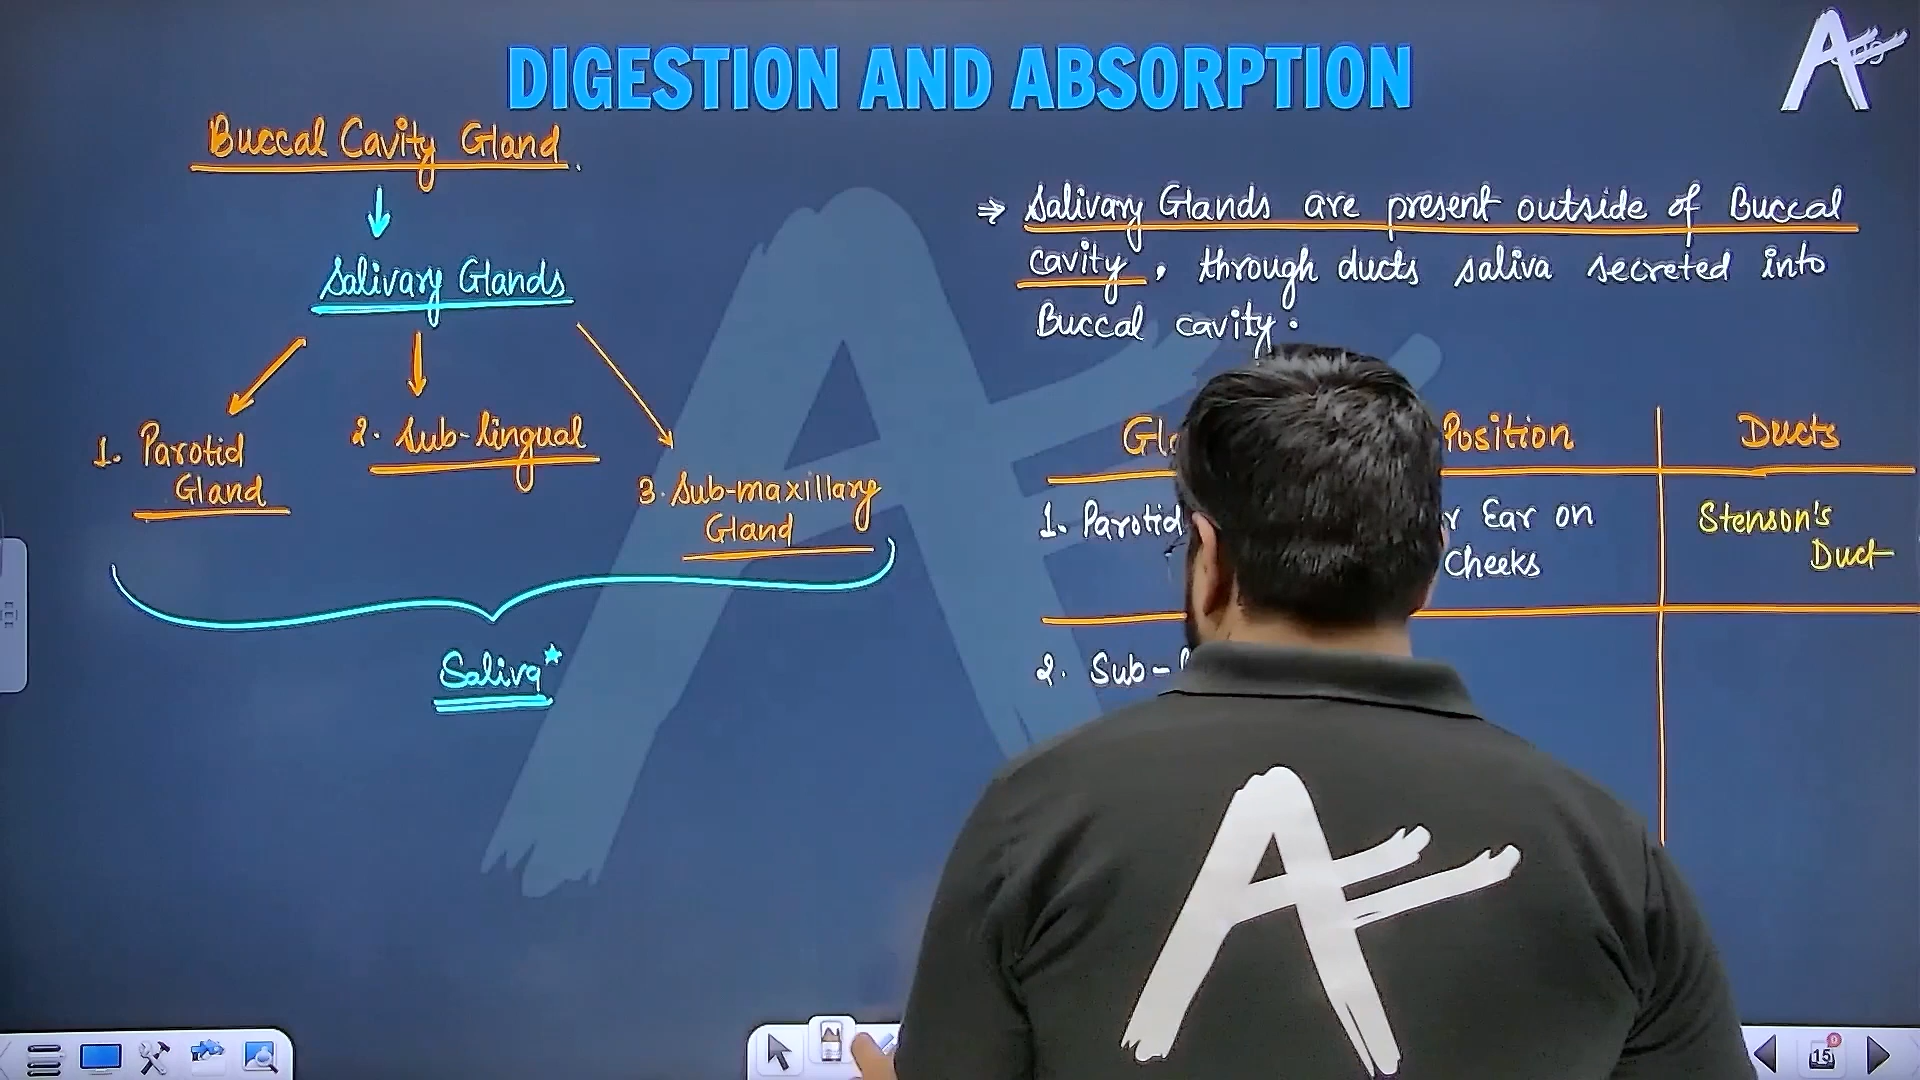 DIGESTION AND ABSORPTION
Buccal Cavity Gland.
Salivary Glands
1. Parotid
Gland
2. Sub-lingual
3. Sub-maxillary
Gland
Saliva*
⇒ Salivary Glands are present outside of Buccal
cavity, through ducts saliva secreted into
Buccal cavity.
Position
Ducts
1. Parotid
Ear on
Cheeks
Stenson's
Duct
2. Sub-
15